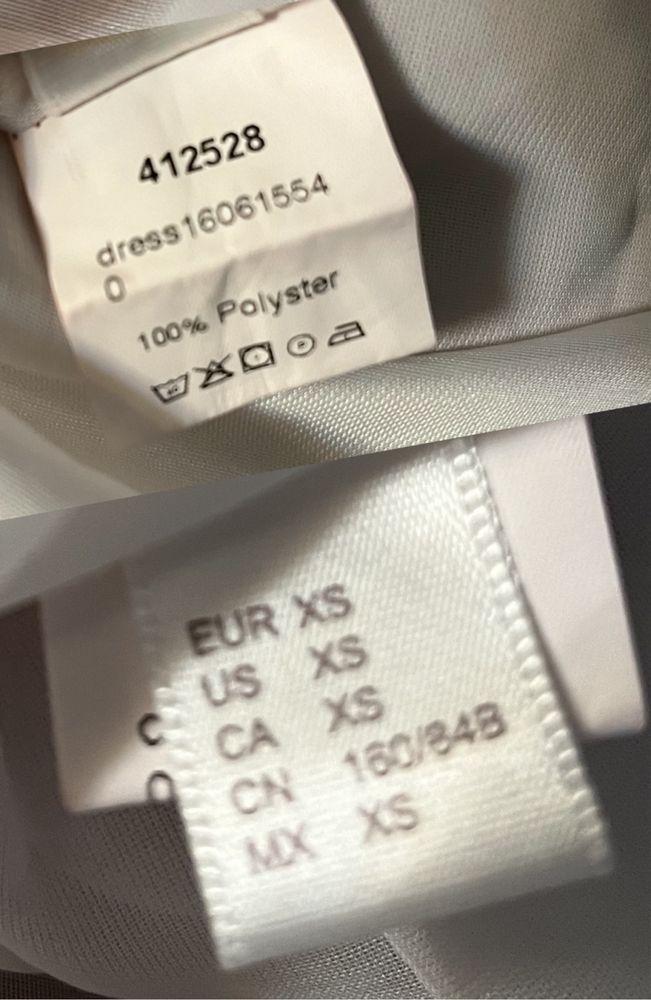 412528
dress16061554
0
100% Polyster
EUR XS
US XS
CA XS
CN 160/84B
MX XS